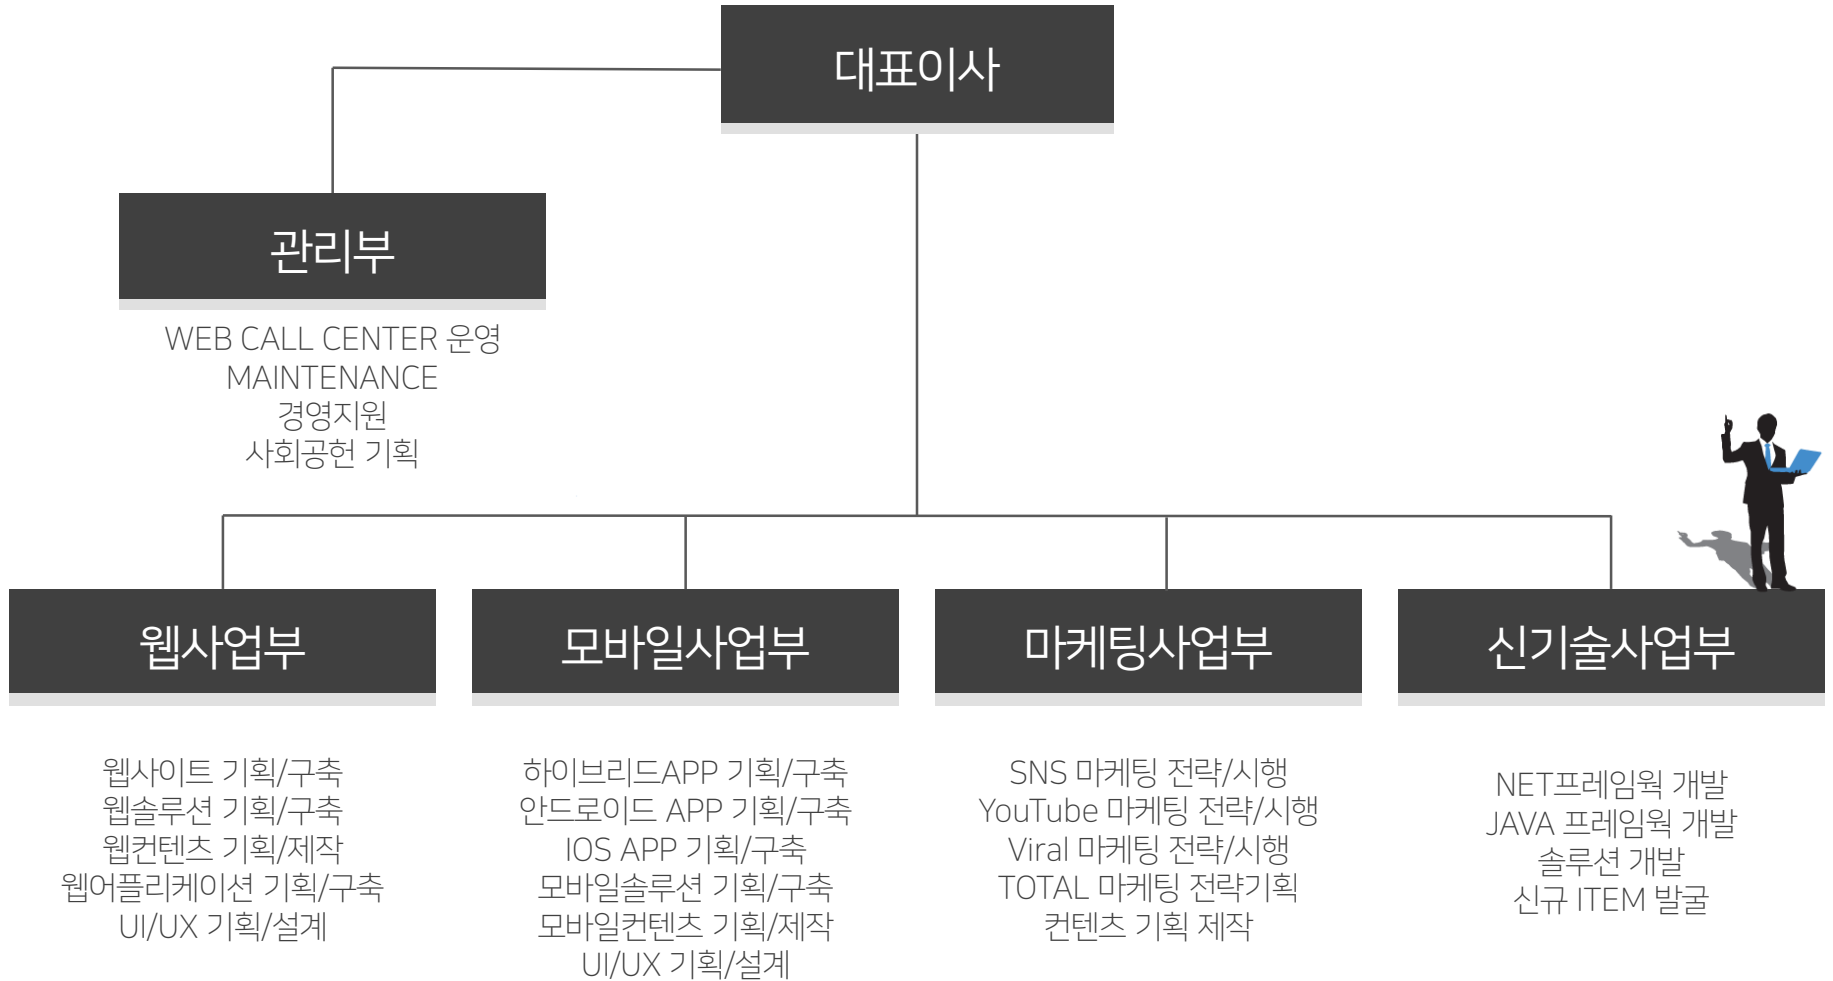 대표이사
관리부
WEB CALL CENTER 운영
MAINTENANCE
경영지원
사회공헌 기획
웹사업부
웹사이트 기획/구축
웹솔루션 기획/구축
웹컨텐츠 기획/제작
웹어플리케이션 기획/구축
UI/UX 기획/설계
모바일사업부
하이브리드APP 기획/구축
안드로이드 APP 기획/구축
IOS APP 기획/구축
모바일솔루션 기획/구축
모바일컨텐츠 기획/제작
UI/UX 기획/설계
마케팅사업부
SNS 마케팅 전략/시행
YouTube 마케팅 전략/시행
Viral 마케팅 전략/시행
TOTAL 마케팅 전략기획
컨텐츠 기획 제작
신기술사업부
NET프레임웍 개발
JAVA 프레임웍 개발
솔루션 개발
신규 ITEM 발굴